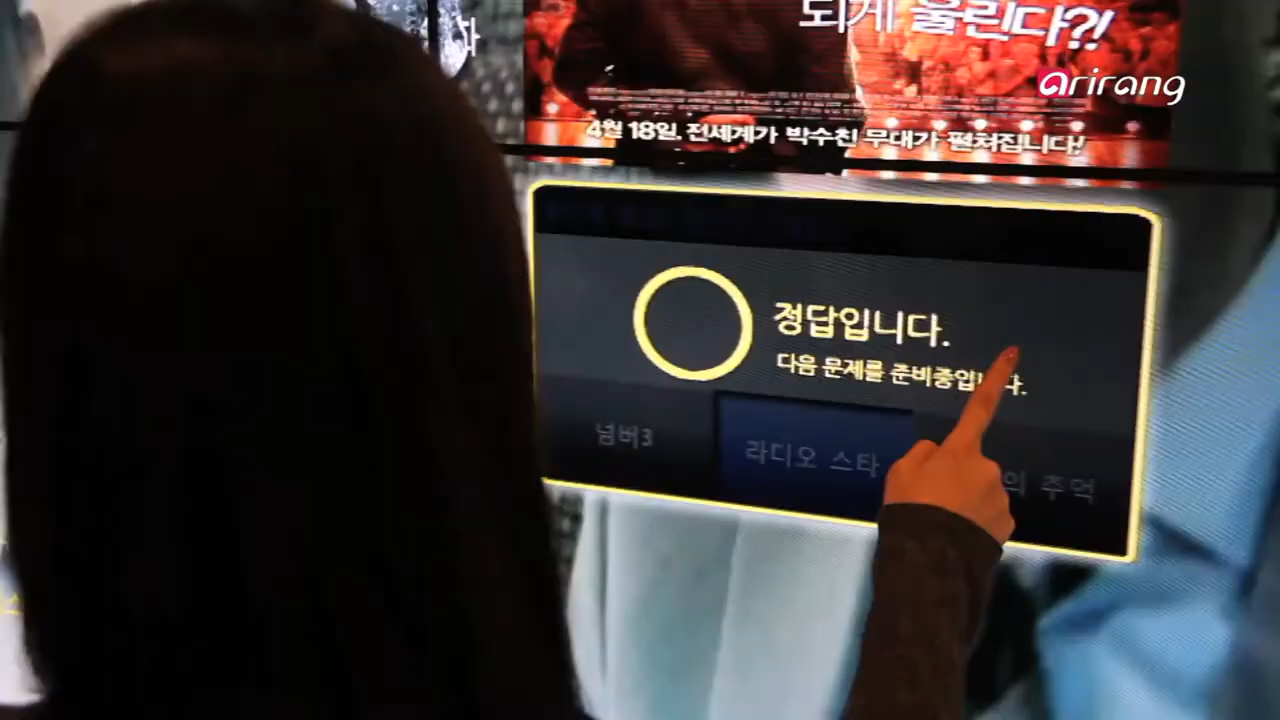 되게 울린다?!
arirang
4월 18일, 전세계가 박수친 무대가 펼쳐집니다!
정답입니다.
다음 문제를 준비중입니다.
넘버3
라디오 스타
의 추억